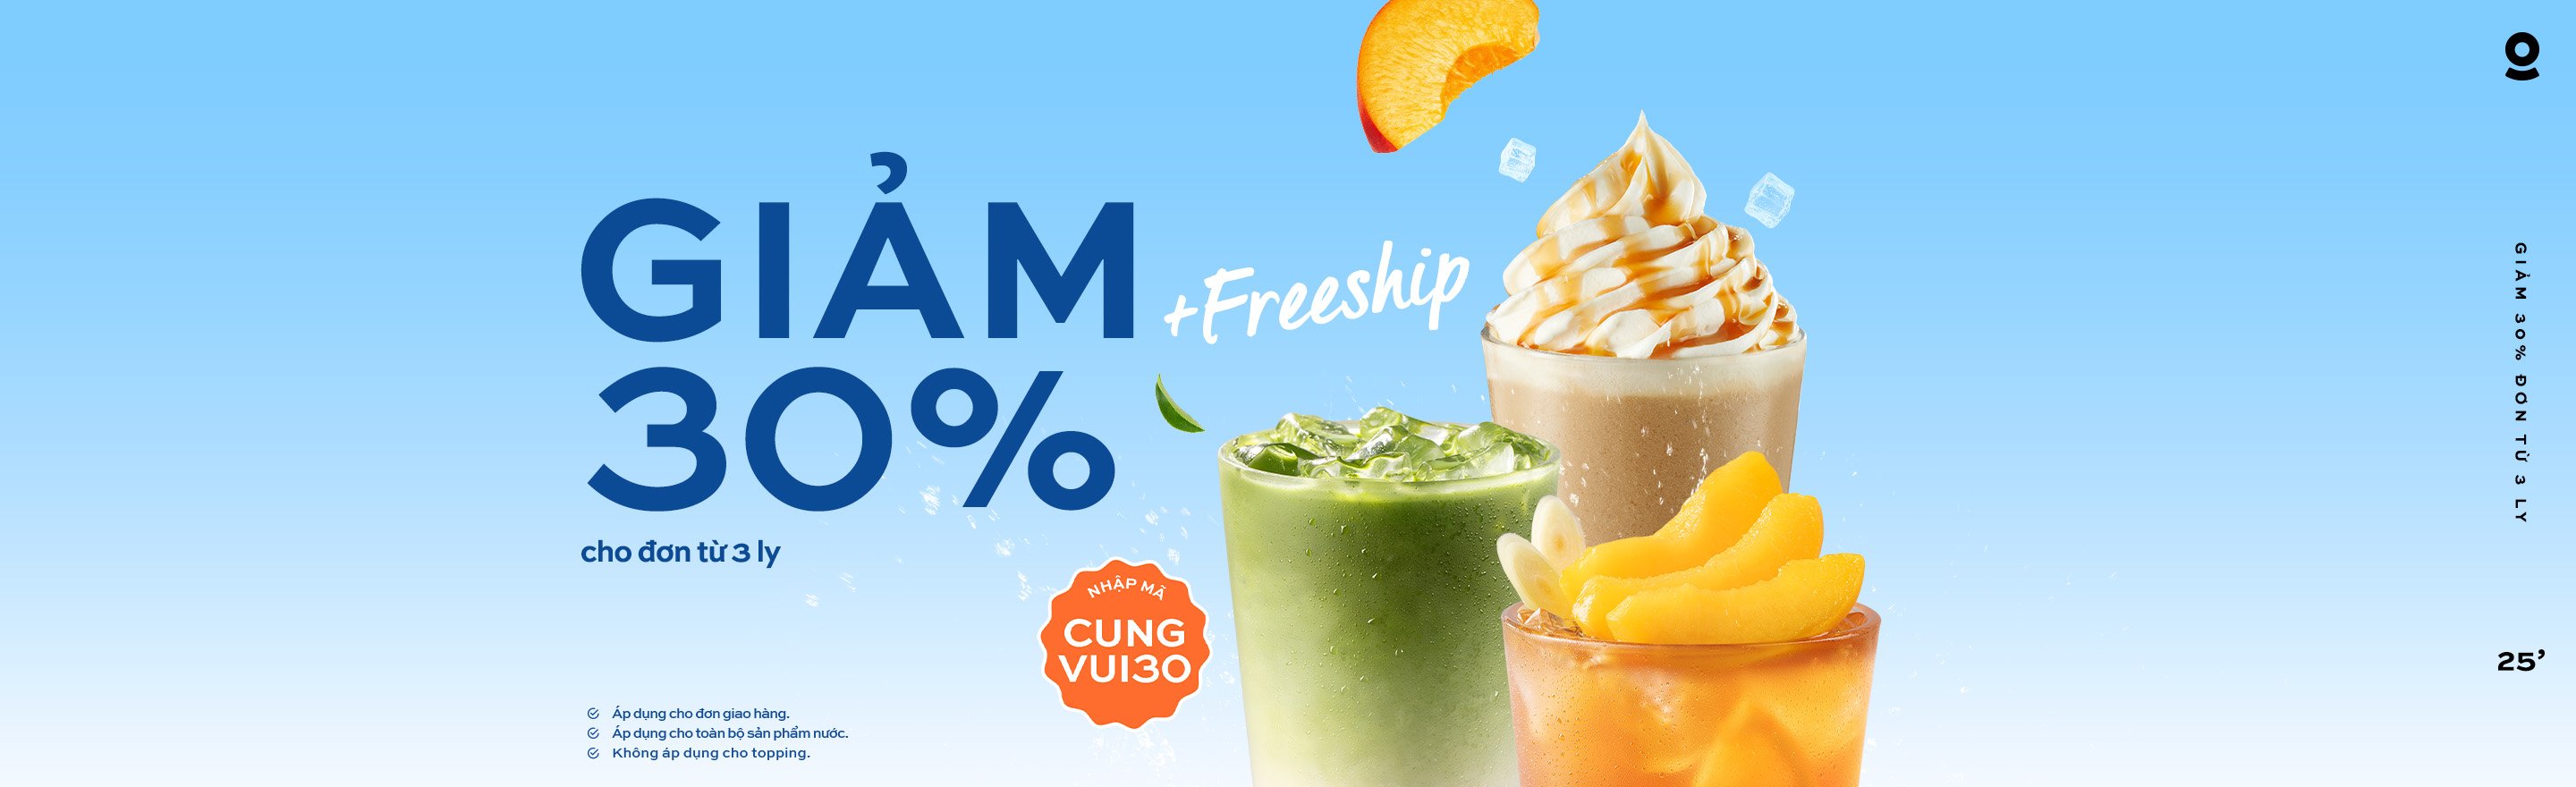 GIẢM
30%
+Freeship
cho đơn từ 3 ly
NHẬP MÃ
CUNG
VUI30
Áp dụng cho đơn giao hàng.
Áp dụng cho toàn bộ sản phẩm nước.
Không áp dụng cho topping.
GIẢM 30% ĐƠN TỪ 3 LY
25’